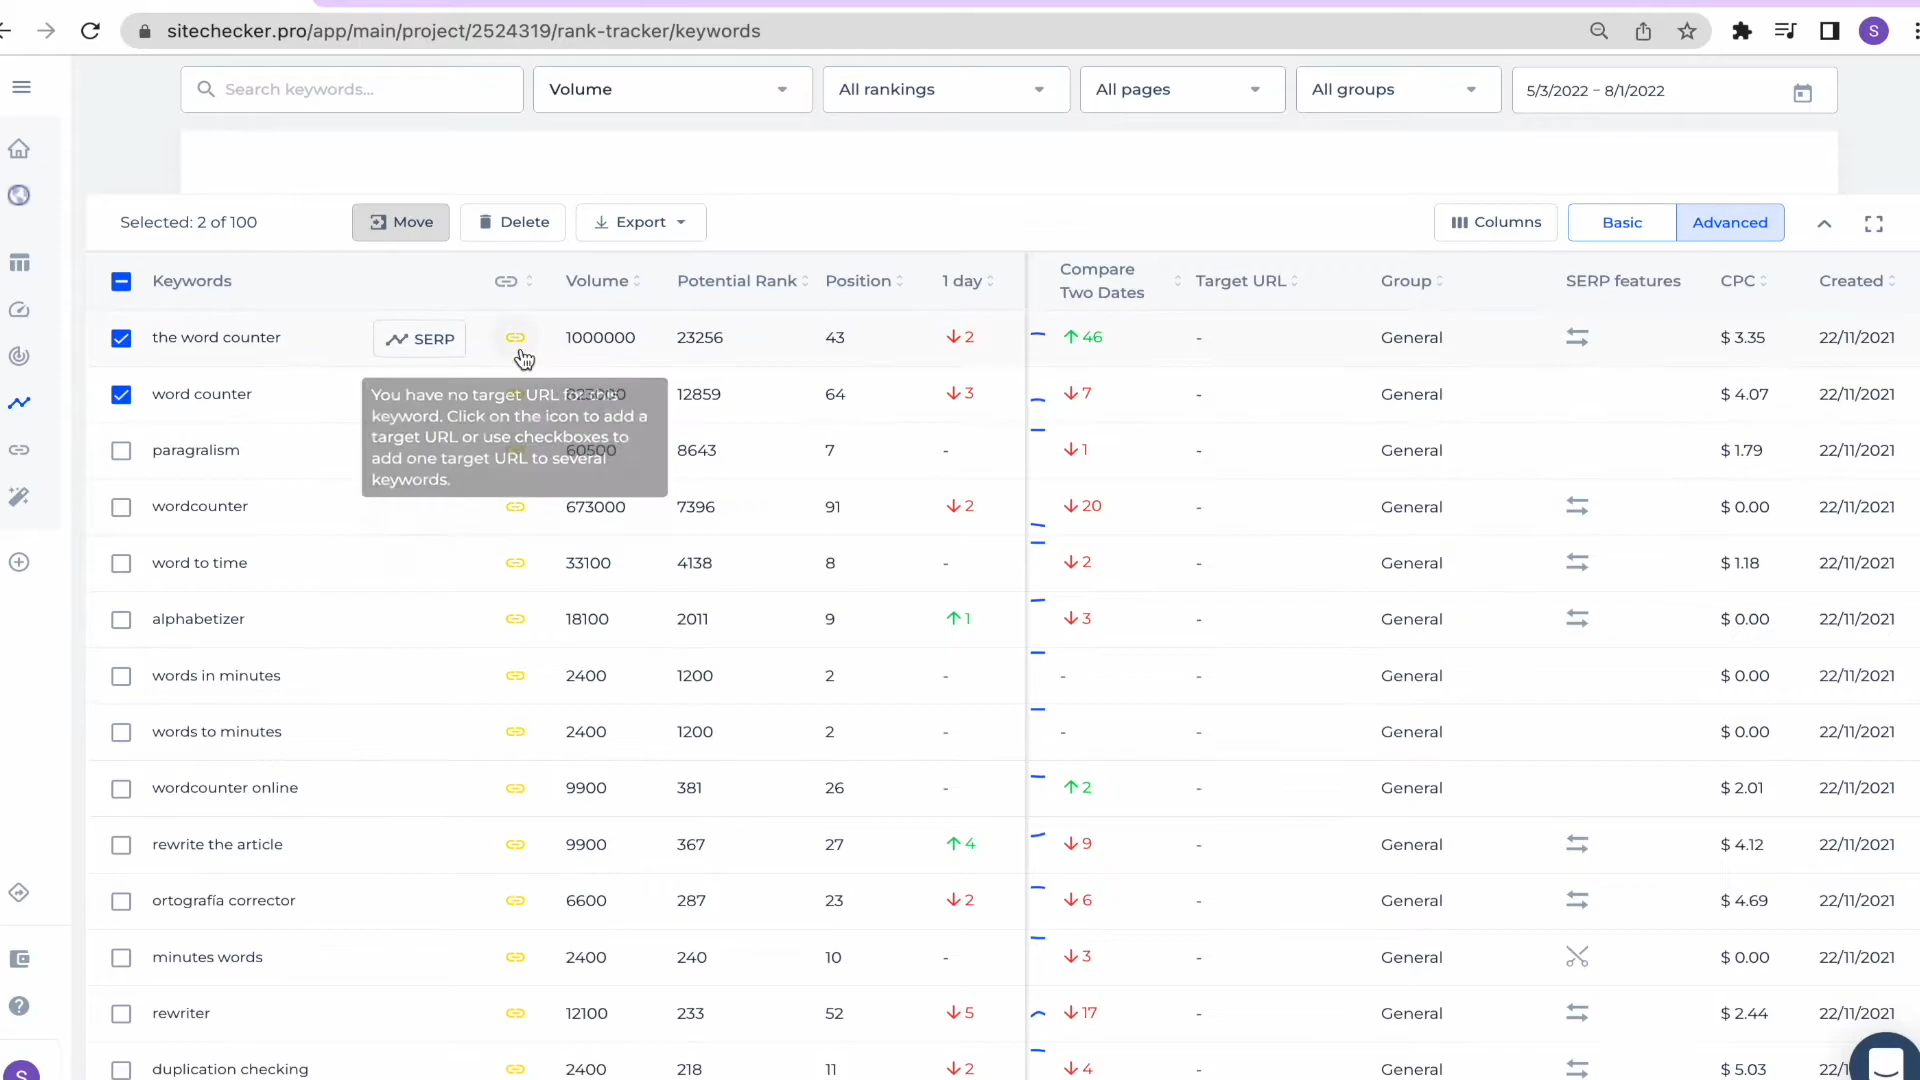 sitechecker.pro/app/main/project/2524319/rank-tracker/keywords
S
Search keywords... Volume All rankings All pages All groups 5/3/2022 – 8/1/2022
Selected: 2 of 100 Move Delete Export Columns Basic Advanced
Keywords Volume Potential Rank Position 1 day Compare Two Dates Target URL Group SERP features CPC Created
the word counter SERP 1000000 23256 43 ↓2 ↑46 - General $ 3.35 22/11/2021
word counter 12859 64 ↓3 ↓7 - General $ 4.07 22/11/2021
You have no target URL for this
keyword. Click on the icon to add a
target URL or use checkboxes to
add one target URL to several
keywords.
paragralism 60500 8643 7 - ↓1 - General $ 1.79 22/11/2021
wordcounter 673000 7396 91 ↓2 ↓20 - General $ 0.00 22/11/2021
word to time 33100 4138 8 - ↓2 - General $ 1.18 22/11/2021
alphabetizer 18100 2011 9 ↑1 ↓3 - General $ 0.00 22/11/2021
words in minutes 2400 1200 2 - - - General $ 0.00 22/11/2021
words to minutes 2400 1200 2 - - - General $ 0.00 22/11/2021
wordcounter online 9900 381 26 - ↑2 - General $ 2.01 22/11/2021
rewrite the article 9900 367 27 ↑4 ↓9 - General $ 4.12 22/11/2021
ortografía corrector 6600 287 23 ↓2 ↓6 - General $ 4.69 22/11/2021
minutes words 2400 240 10 - ↓3 - General $ 0.00 22/11/2021
rewriter 12100 233 52 ↓5 ↓17 - General $ 2.44 22/11/2021
duplication checking 2400 218 11 ↓2 ↓4 - General $ 5.03
S